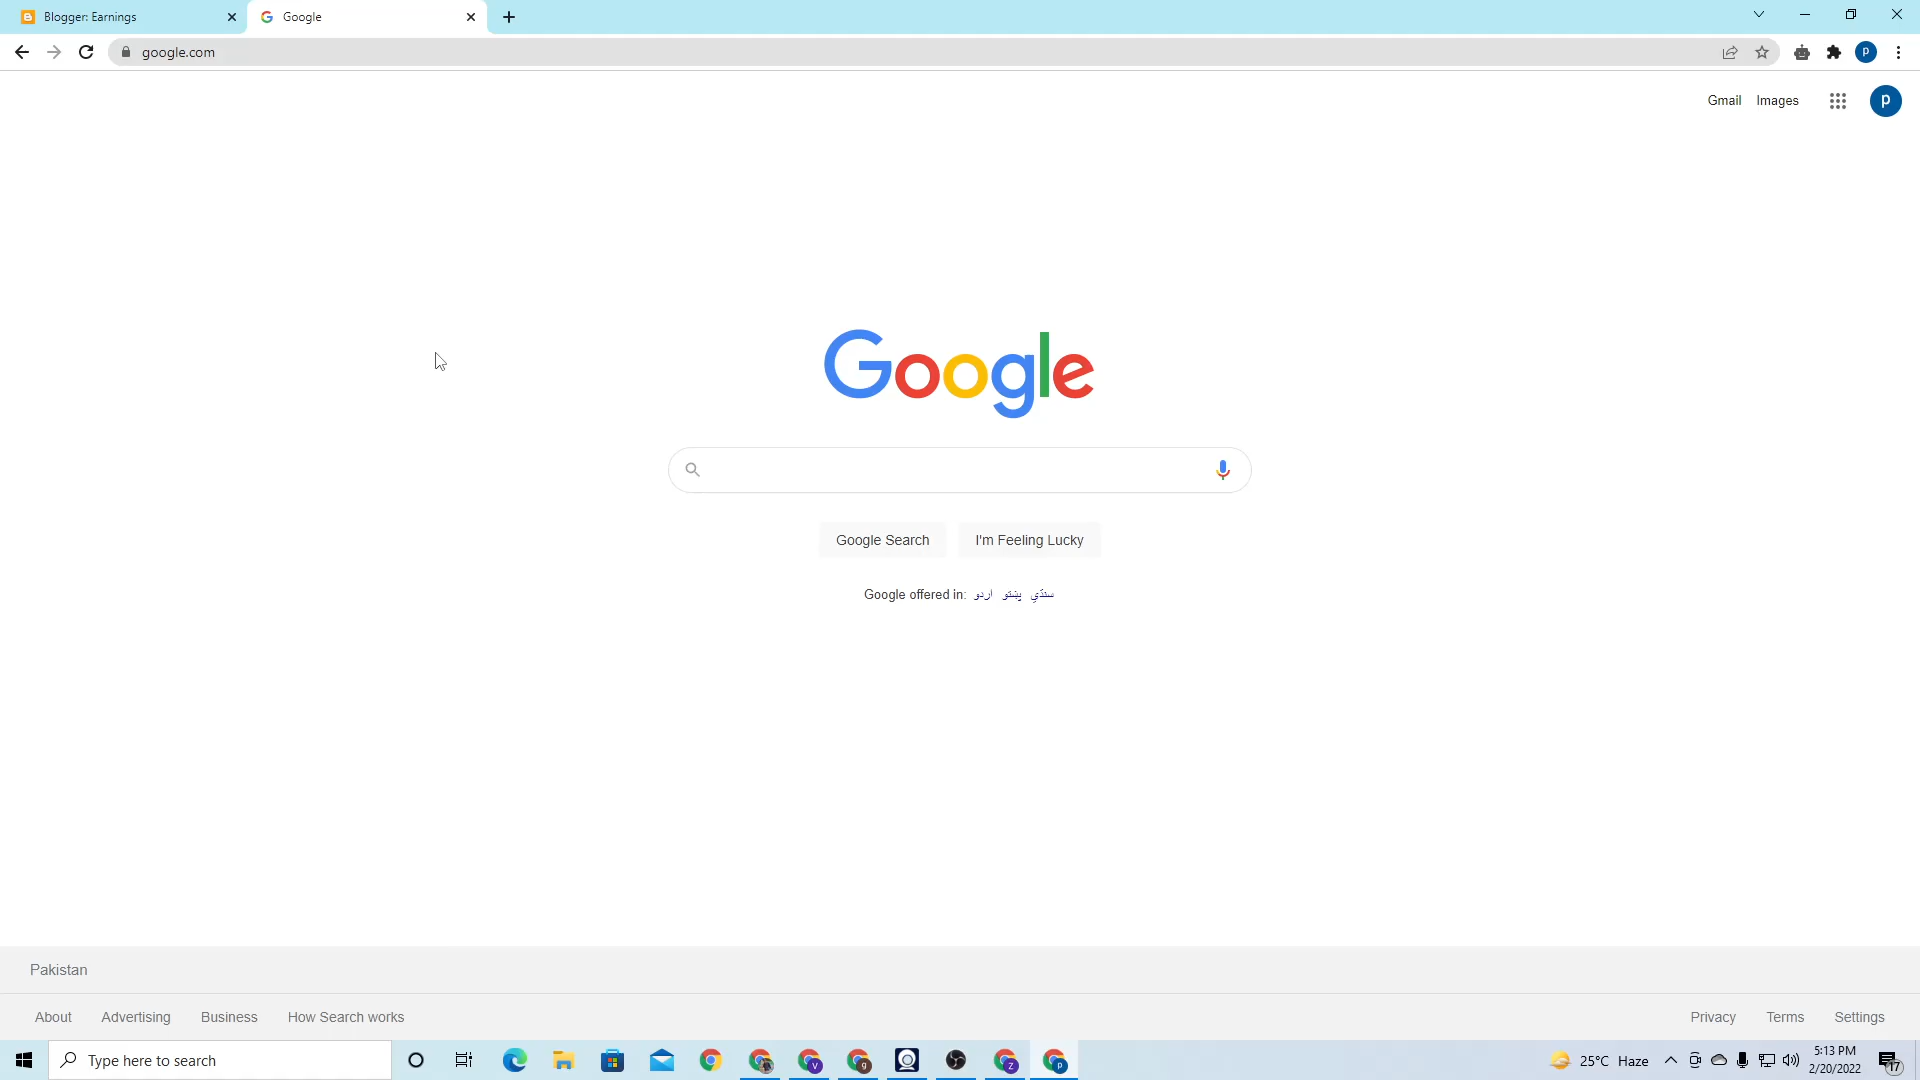 Blogger: Earnings
Google
google.com
P
Gmail Images
p
Google
Google Search I'm Feeling Lucky
Google offered in: اردو پښتو سنڌي
Pakistan
About Advertising Business How Search works
Privacy Terms Settings
Type here to search
V
g
Z
p
25°C Haze
5:13 PM
2/20/2022
17